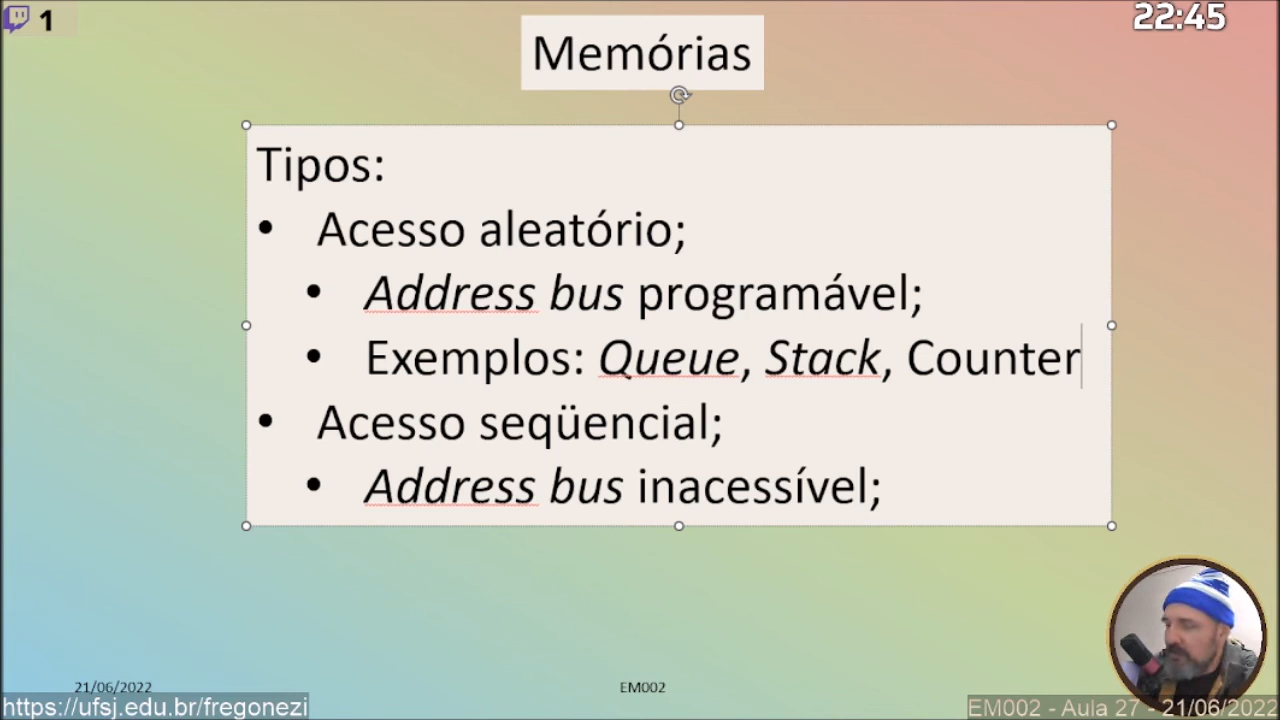 1
22:45
Memórias
Tipos:
• Acesso aleatório;
• Address bus programável;
• Exemplos: Queue, Stack, Counter
• Acesso seqüencial;
• Address bus inacessível;
21/06/2022
EM002
https://ufsj.edu.br/fregonezi
EM002 - Aula 27 - 21/06/2022